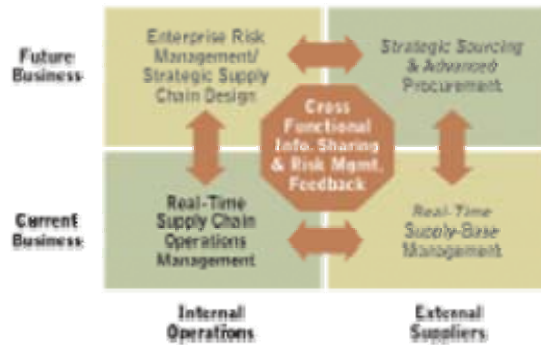 Future
Business
Enterprise Risk
Management/
Strategic Supply
Chain Design
Strategic Sourcing
& Advanced
Procurement
Cross
Functional
Info. Sharing
& Risk Mgmt.
Feedback
Current
Business
Real-Time
Supply Chain
Operations
Management
Real-Time
Supply-Base
Management
Internal
Operations
External
Suppliers